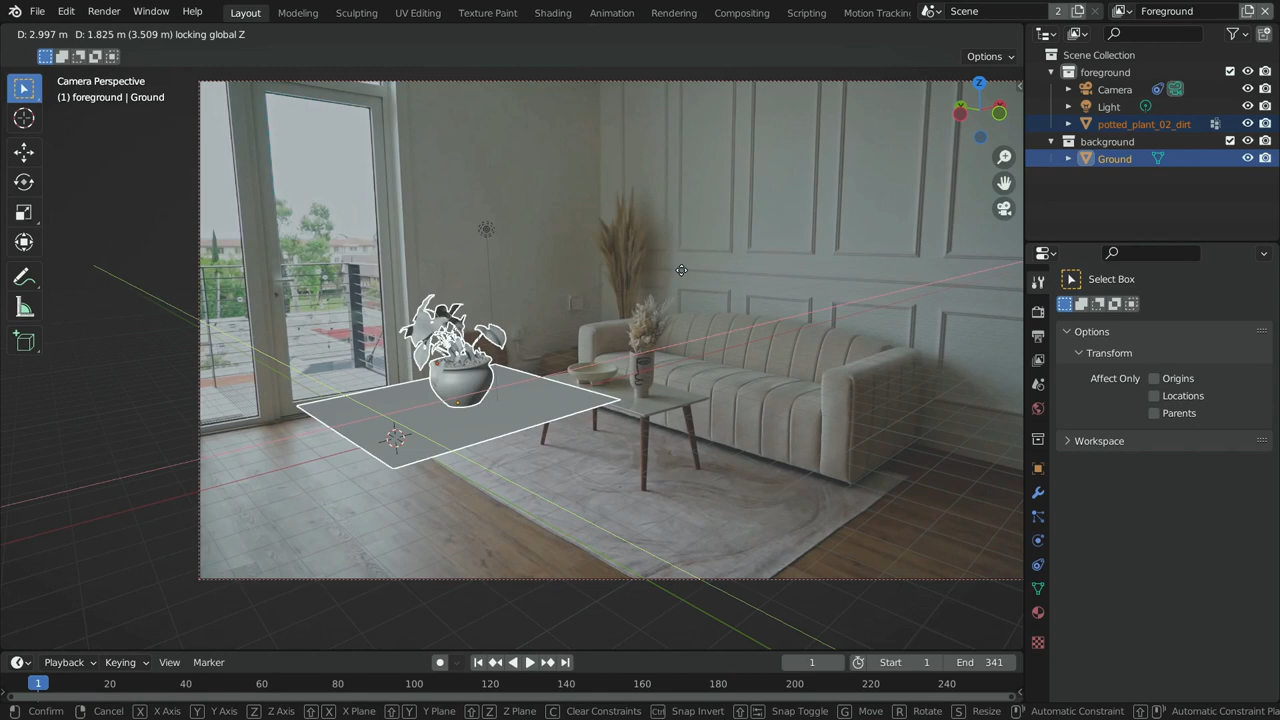 File Edit Render Window Help Layout Modeling Sculpting UV Editing Texture Paint Shading Animation Rendering Compositing Scripting Motion Trackin Scene 2 Foreground
D: 2.997 m D: 1.825 m (3.509 m) locking global Z
Options
Camera Perspective
(1) foreground | Ground
Z
Scene Collection
foreground
Camera
Light
potted_plant_02_dirt
background
Ground
Select Box
Options
Transform
Affect Only Origins
Locations
Parents
Workspace
Playback Keying View Marker 1 Start 1 End 341
1 20 40 60 80 100 120 140 160 180 200 220 240
Confirm Cancel X X Axis Y Y Axis Z Z Axis X X Plane Y Y Plane Z Z Plane C Clear Constraints Ctrl Snap Invert Snap Toggle G Move R Rotate S Resize Automatic Constraint Automatic Constraint Pla